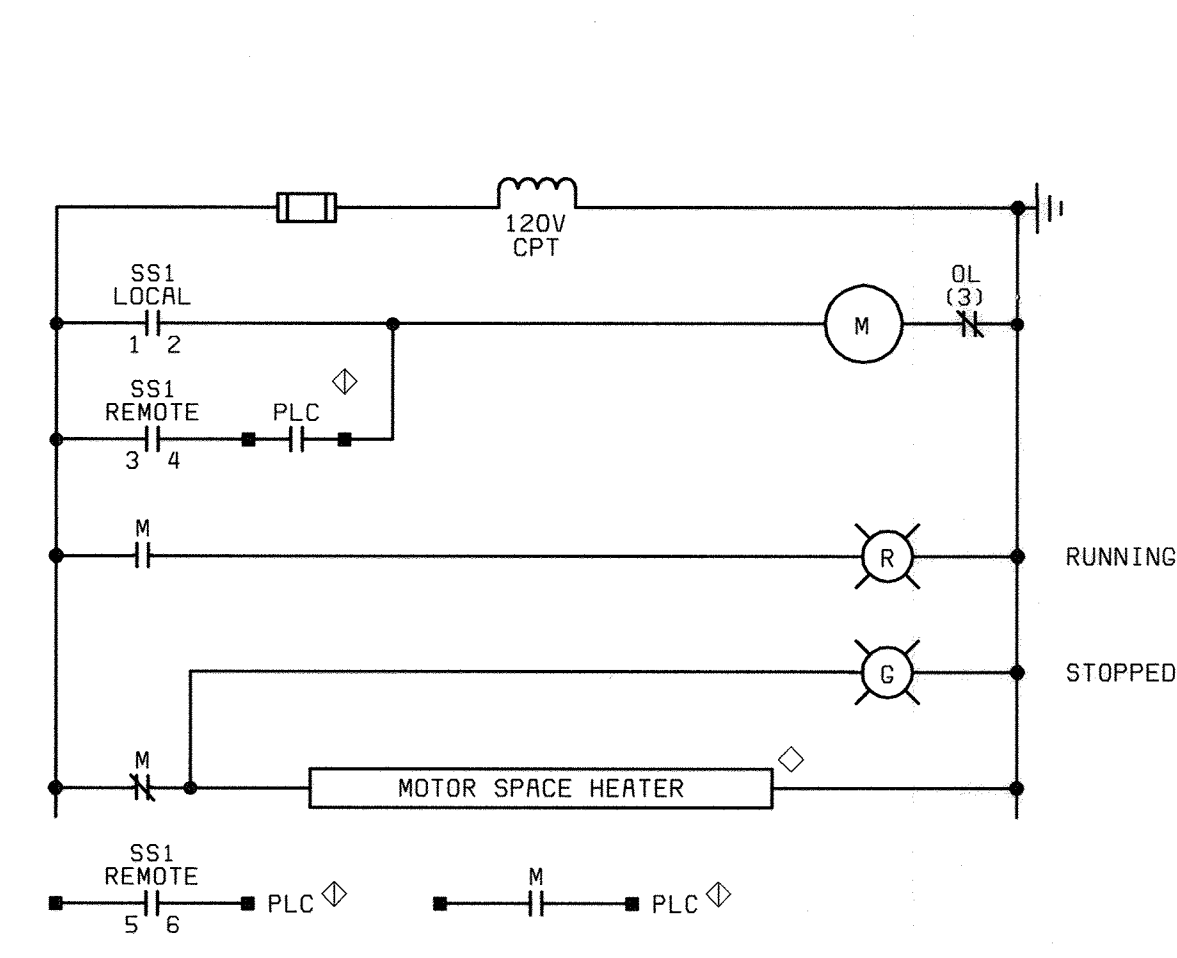 120V
CPT
SS1
LOCAL
1 2
M
OL
(3)
SS1
REMOTE
3 4
PLC
M
R
RUNNING
G
STOPPED
M
MOTOR SPACE HEATER
SS1
REMOTE
5 6
PLC
M
PLC